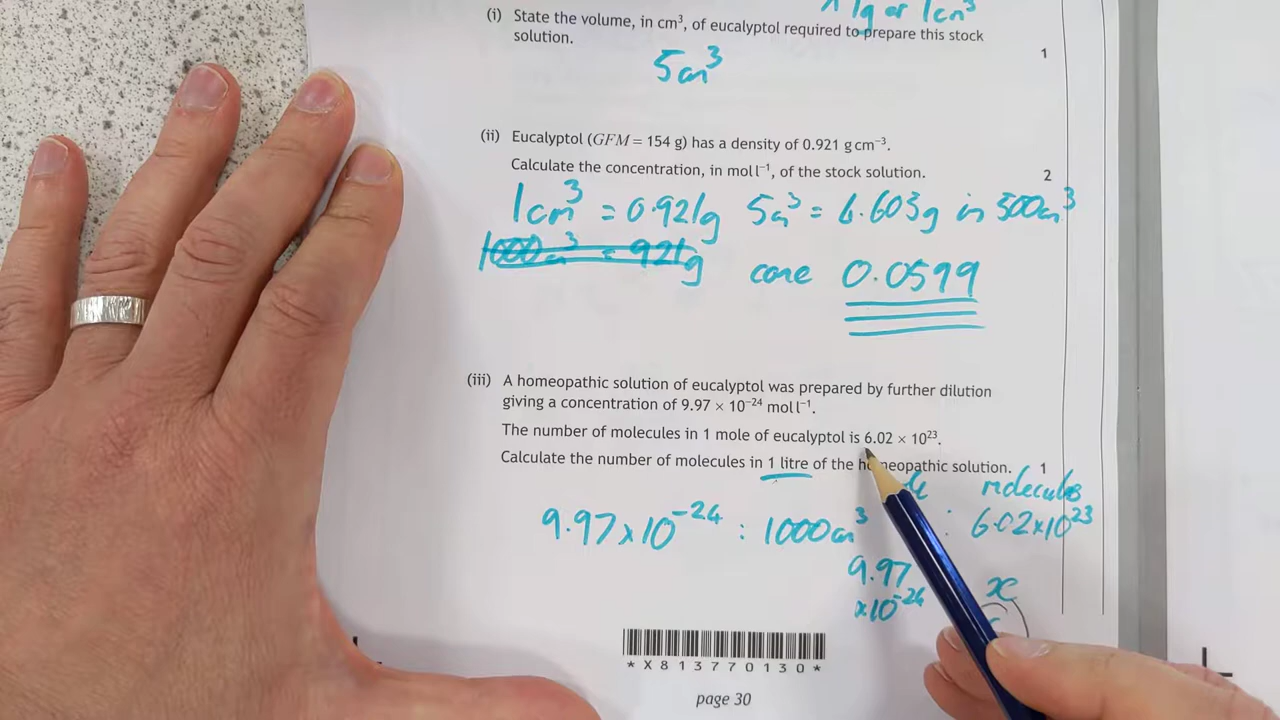 1g or 1cm³
(i) State the volume, in cm³, of eucalyptol required to prepare this stock
solution. 1
5cm³
(ii) Eucalyptol (GFM = 154 g) has a density of 0.921 g cm⁻³.
Calculate the concentration, in mol l⁻¹, of the stock solution. 2
1cm³ = 0.921g 5cm³ = 6.603g in 500cm³
1000cm³ = 921g conc 0.0599
(iii) A homeopathic solution of eucalyptol was prepared by further dilution
giving a concentration of 9.97 × 10⁻²⁴ mol l⁻¹.
The number of molecules in 1 mole of eucalyptol is 6.02 × 10²³.
Calculate the number of molecules in 1 litre of the homeopathic solution. 1
molecules
9.97×10⁻²⁴ : 1000cm³ : 6.02×10²³
9.97
×10⁻²⁴ x
*X813770130*
page 30